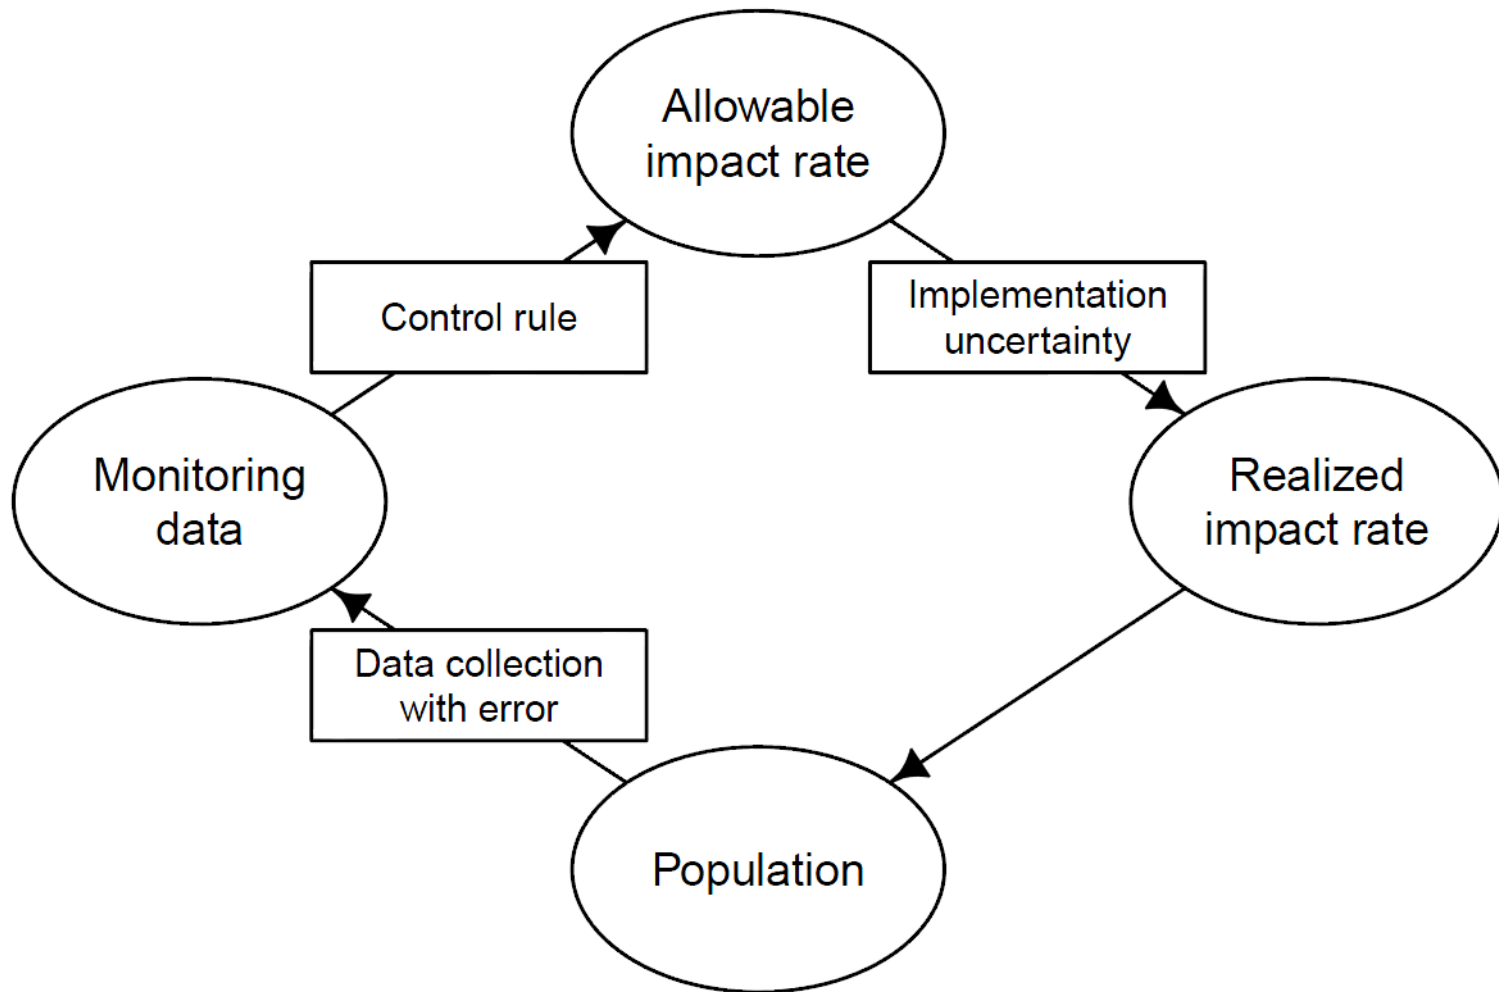 Allowable
impact rate
Control rule
Implementation
uncertainty
Monitoring
data
Realized
impact rate
Data collection
with error
Population